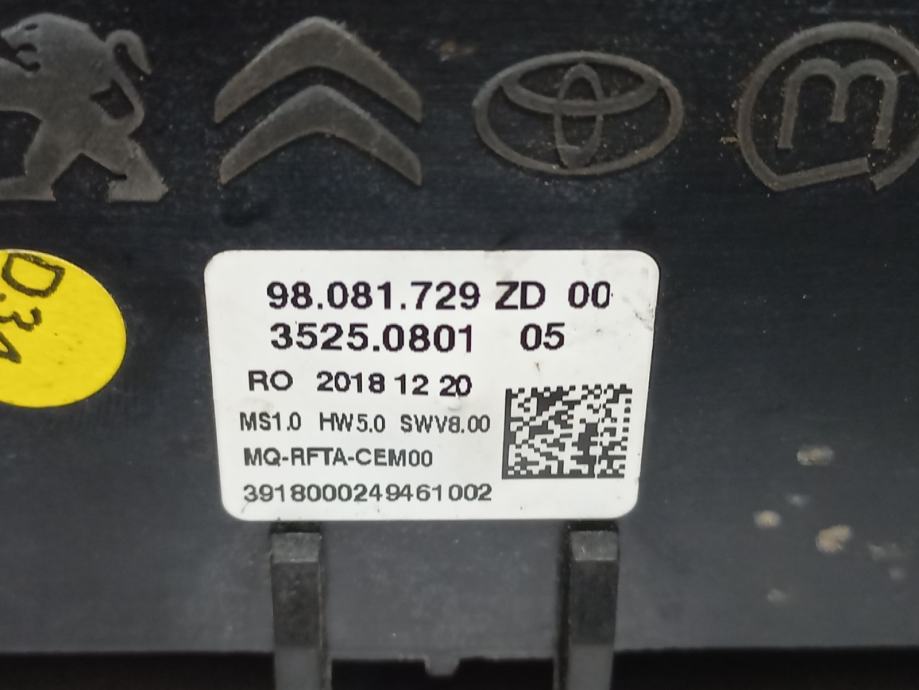 98.081.729 ZD 00
3525.0801 05
RO 2018 12 20
MS1.0 HW5.0 SWV8.00
MQ-RFTA-CEM00
3918000249461002
D31